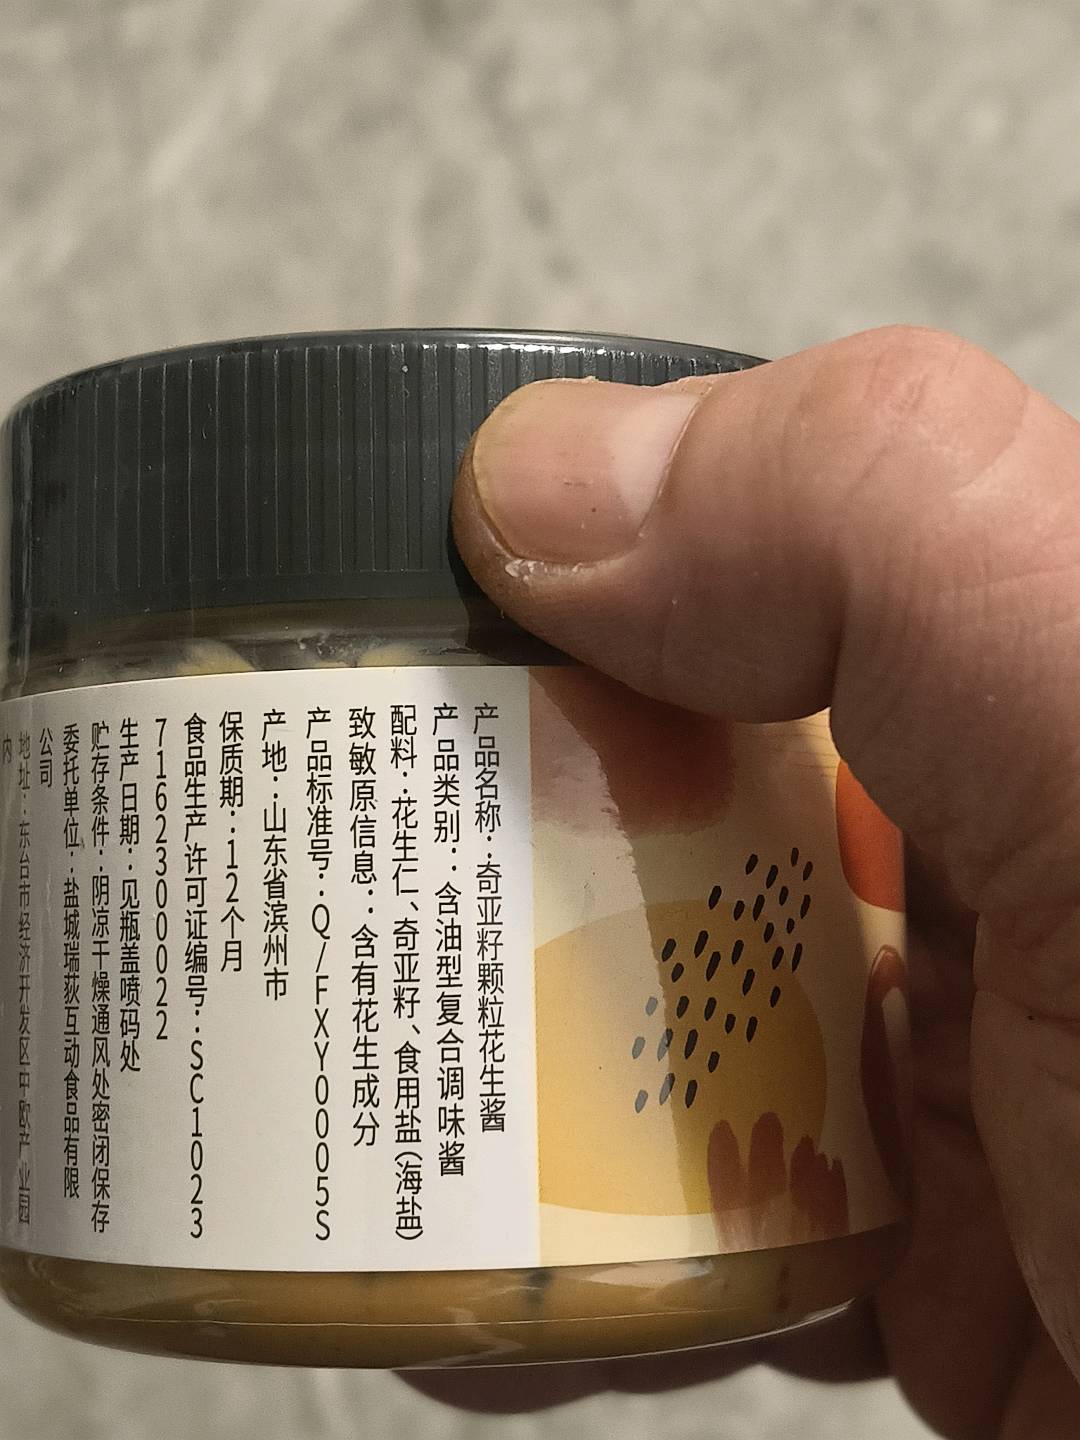 产品名称：奇亚籽颗粒花生酱
产品类别：含油型复合调味酱
配料：花生仁、奇亚籽、食用盐（海盐）
致敏原信息：含有花生成分
产品标准号：Q/FXY0005S
产地：山东省滨州市
保质期：12个月
食品生产许可证编号：SC1023
71623000022
生产日期：见瓶盖喷码处
贮存条件：阴凉干燥通风处密闭保存
委托单位：盐城瑞荻互动食品有限
公司
地址：东台市经济开发区中欧产业园
内